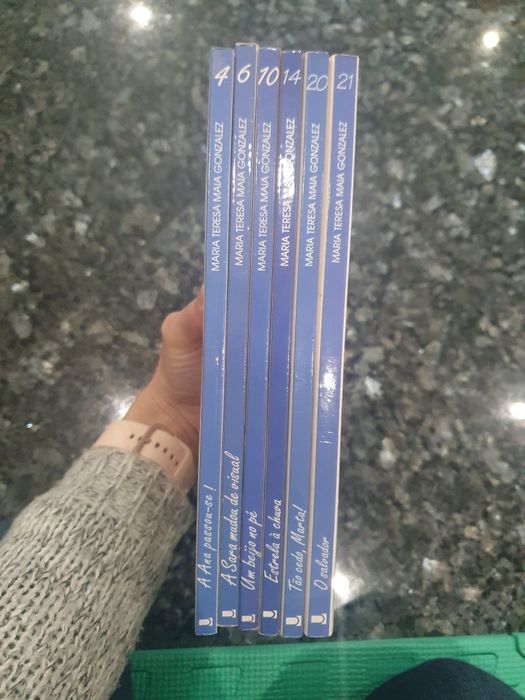 4 MARIA TERESA MAIA GONZALEZ A Ana passou-se !
6 MARIA TERESA MAIA GONZALEZ A Sara mudou de visual
10 MARIA TERESA MAIA GONZALEZ Um beijo no pé
14 MARIA TERESA MAIA GONZALEZ Estrela à chuva
20 MARIA TERESA MAIA GONZALEZ Tão cedo, Marta!
21 MARIA TERESA MAIA GONZALEZ O salvador